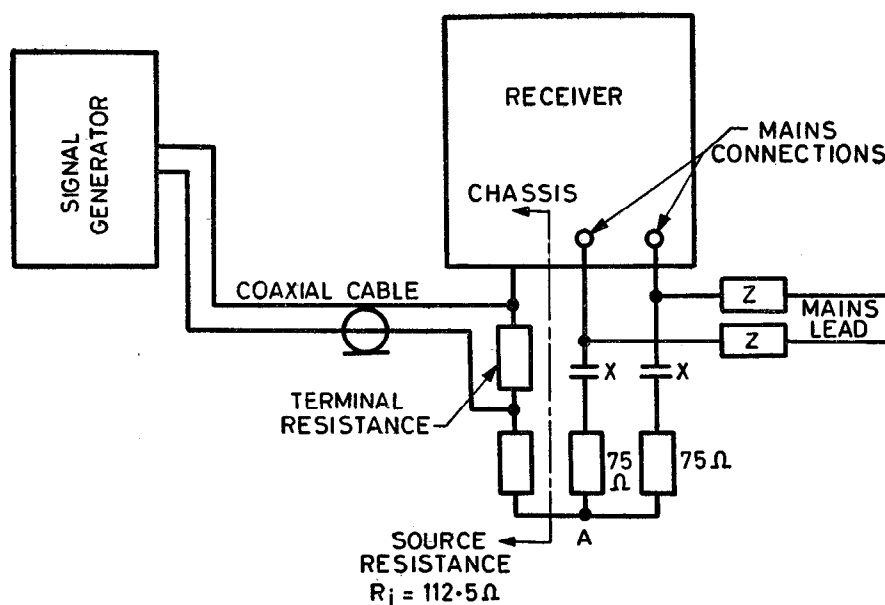 SIGNAL
GENERATOR
RECEIVER
MAINS
CONNECTIONS
CHASSIS
COAXIAL CABLE
Z
MAINS
LEAD
Z
X
X
TERMINAL
RESISTANCE
75
Ω
75Ω
A
SOURCE
RESISTANCE
Ri = 112·5Ω